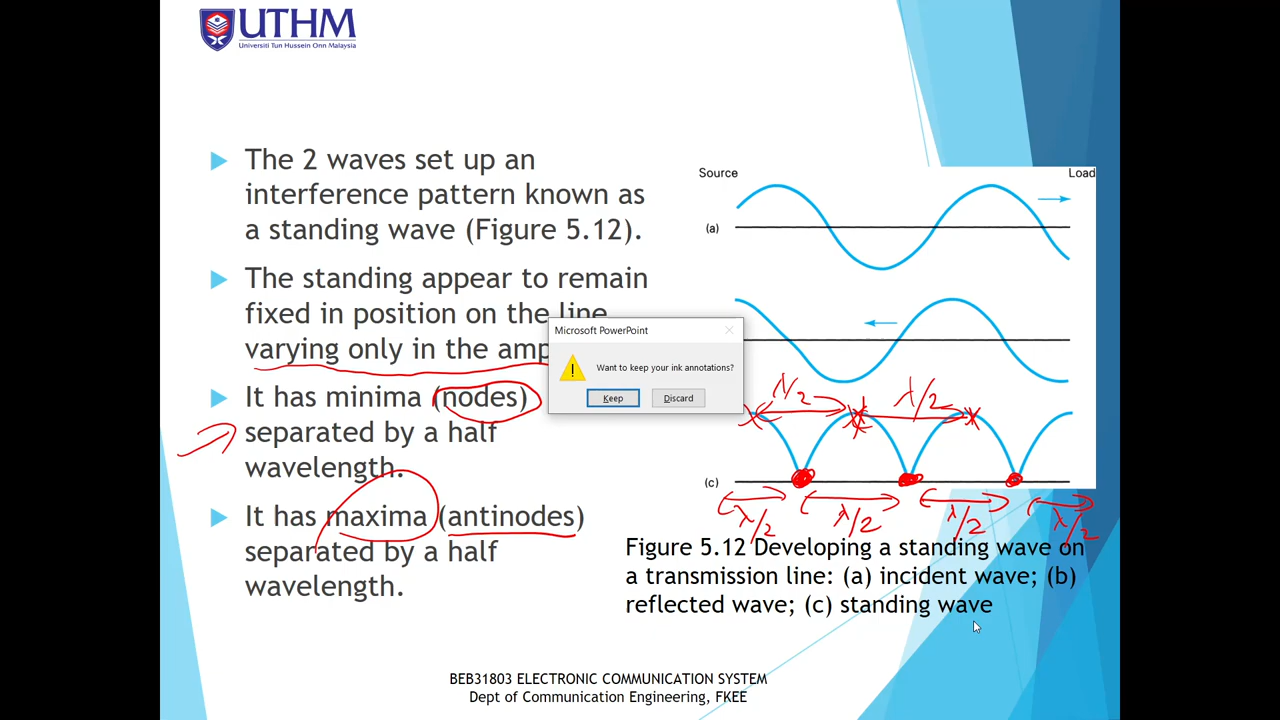 UTHM
Universiti Tun Hussein Onn Malaysia
The 2 waves set up an
interference pattern known as
a standing wave (Figure 5.12).
The standing appear to remain
fixed in position on the line
varying only in the amp
It has minima (nodes)
separated by a half
wavelength.
It has maxima (antinodes)
separated by a half
wavelength.
Source
Load
(a)
Microsoft PowerPoint
Want to keep your ink annotations?
Keep
Discard
λ/2
λ/2
(c)
λ/2
λ/2
λ/2
λ/2
Figure 5.12 Developing a standing wave on
a transmission line: (a) incident wave; (b)
reflected wave; (c) standing wave
BEB31803 ELECTRONIC COMMUNICATION SYSTEM
Dept of Communication Engineering, FKEE